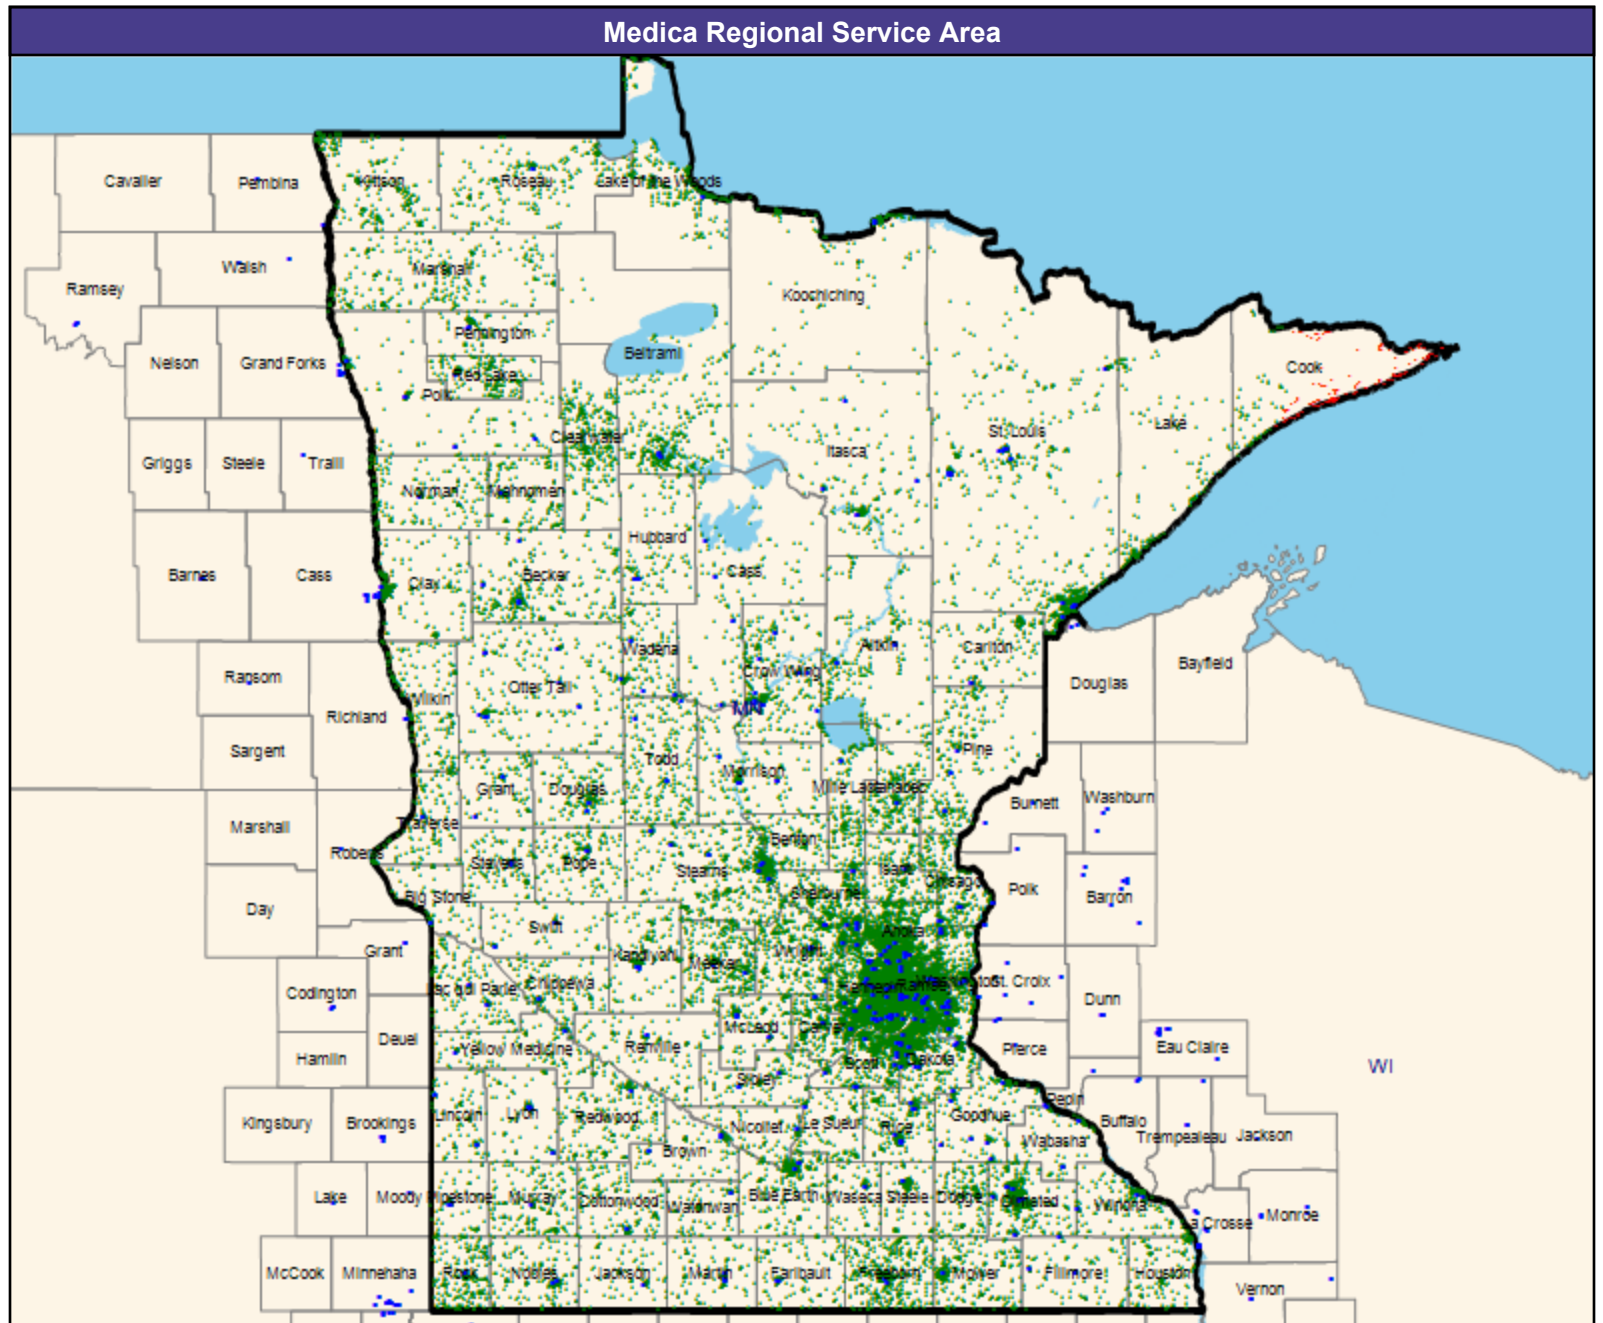 Medica Regional Service Area
Cavalier
Pembina
Kittson
Roseau
Lake of the Woods
Walsh
Ramsey
Marshall
Koochiching
Pennington
Nelson
Grand Forks
Beltrami
Red Lake
Polk
Cook
Clearwater
St. Louis
Lake
Griggs
Steele
Traill
Itasca
Norman
Mahnomen
Hubbard
Barnes
Cass
Clay
Becker
Cass
Wadena
Crow Wing
Aitkin
Carlton
Ransom
Richland
Wilkin
Otter Tail
Douglas
Bayfield
MN
Sargent
Todd
Morrison
Pine
Grant
Douglas
Mille Lacs
Kanabec
Burnett
Washburn
Marshall
Roberts
Traverse
Benton
Stevens
Pope
Stearns
Isanti
Sherburne
Chisago
Polk
Barron
Day
Big Stone
Swift
Anoka
Grant
Kandiyohi
Meeker
Wright
Codington
Lac qui Parle
Chippewa
Hennepin
Ramsey
Washington
St. Croix
Dunn
Deuel
McLeod
Carver
Hamlin
Yellow Medicine
Renville
Scott
Dakota
Pierce
Eau Claire
WI
Sibley
Kingsbury
Brookings
Lincoln
Lyon
Redwood
Nicollet
Le Sueur
Rice
Goodhue
Pepin
Buffalo
Trempealeau
Jackson
Wabasha
Brown
Lake
Moody
Pipestone
Murray
Cottonwood
Watonwan
Blue Earth
Waseca
Steele
Dodge
Olmsted
Winona
La Crosse
Monroe
McCook
Minnehaha
Rock
Nobles
Jackson
Martin
Faribault
Freeborn
Mower
Fillmore
Houston
Vernon